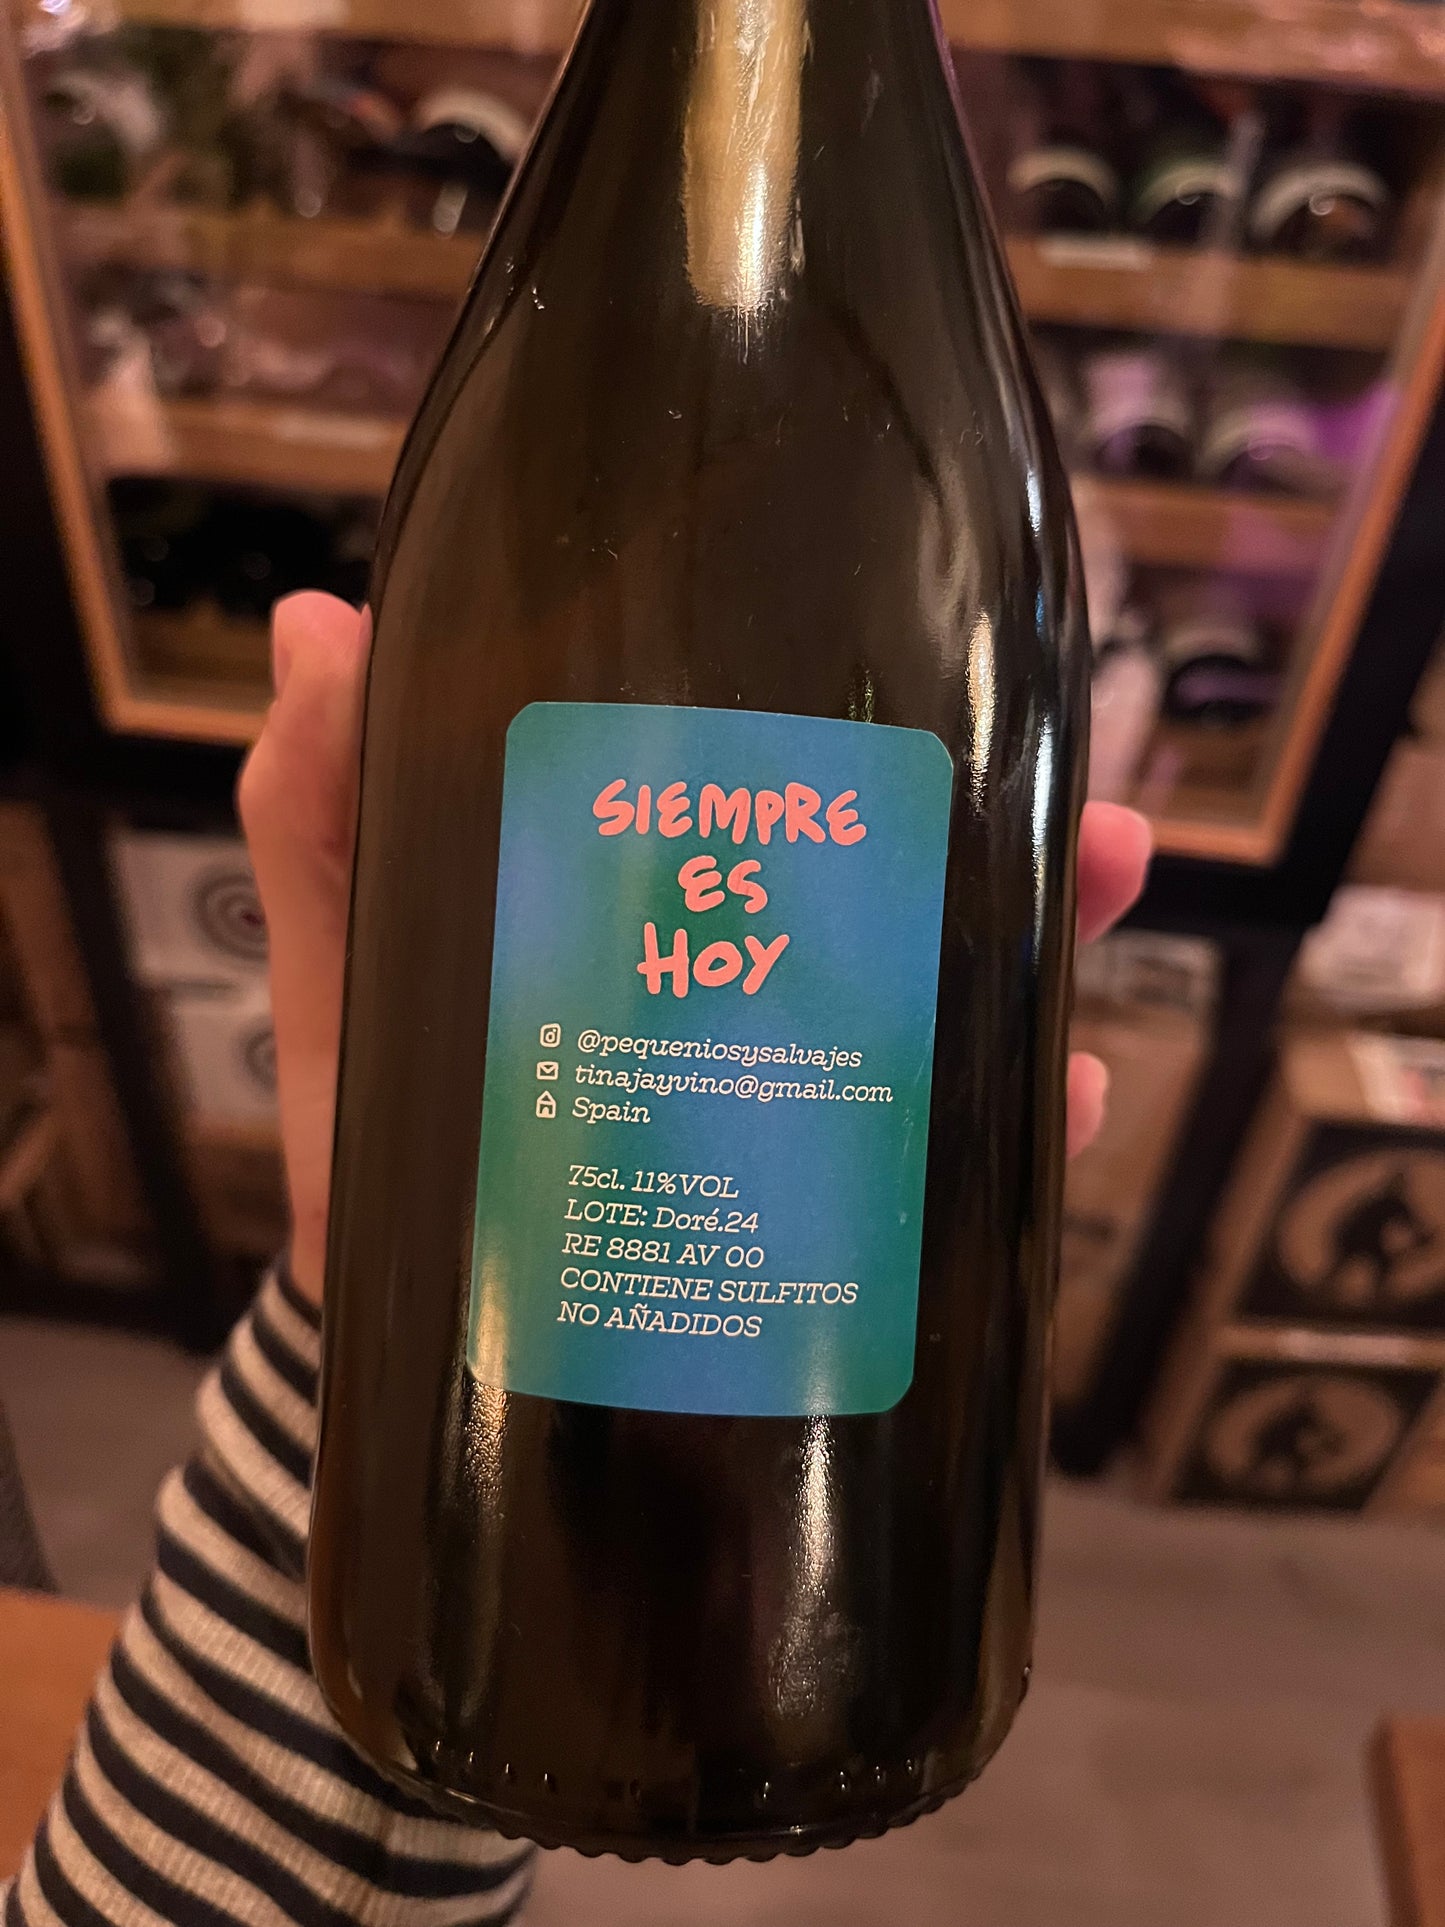 SIEMPRE
ES
HOY
@pequeniosysalvajes
tinajayvino@gmail.com
Spain
75cl. 11%VOL
LOTE: Doré.24
RE 8881 AV 00
CONTIENE SULFITOS
NO AÑADIDOS